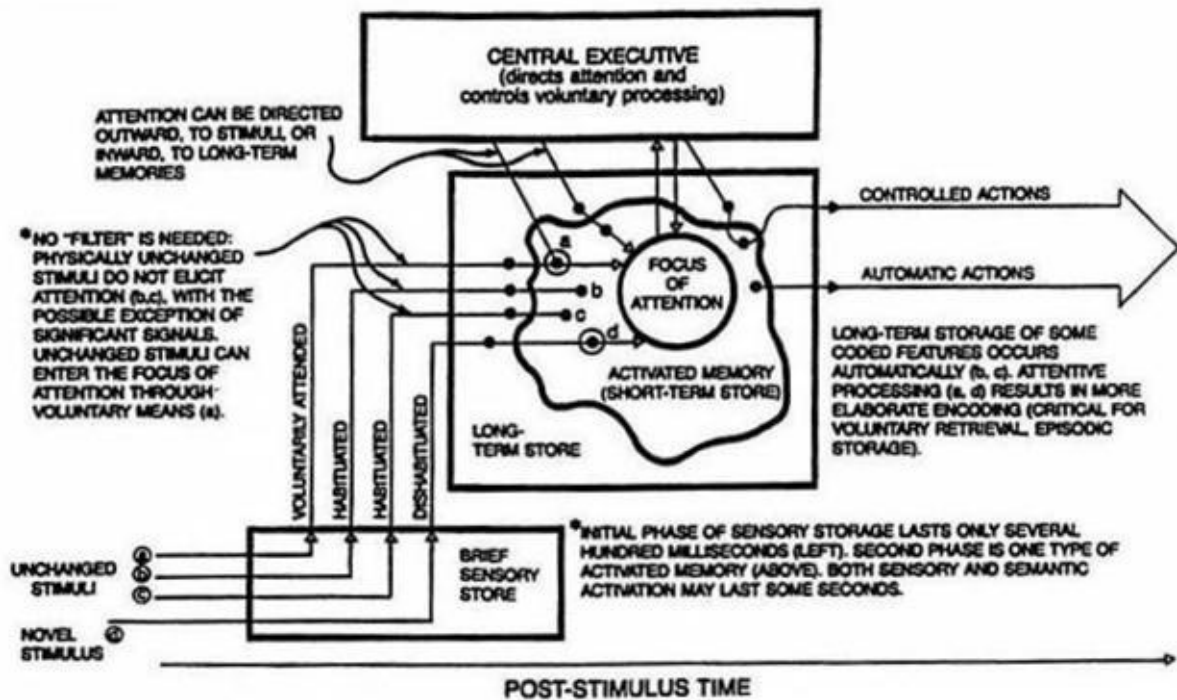 CENTRAL EXECUTIVE
(directs attention and
controls voluntary processing)
ATTENTION CAN BE DIRECTED
OUTWARD, TO STIMULI, OR
INWARD, TO LONG-TERM
MEMORIES
*NO "FILTER" IS NEEDED:
PHYSICALLY UNCHANGED
STIMULI DO NOT ELICIT
ATTENTION (b,c), WITH THE
POSSIBLE EXCEPTION OF
SIGNIFICANT SIGNALS.
UNCHANGED STIMULI CAN
ENTER THE FOCUS OF
ATTENTION THROUGH
VOLUNTARY MEANS (a).
a
b
c
d
FOCUS
OF
ATTENTION
ACTIVATED MEMORY
(SHORT-TERM STORE)
LONG-
TERM STORE
CONTROLLED ACTIONS
AUTOMATIC ACTIONS
LONG-TERM STORAGE OF SOME
CODED FEATURES OCCURS
AUTOMATICALLY (b, c). ATTENTIVE
PROCESSING (a, d) RESULTS IN MORE
ELABORATE ENCODING (CRITICAL FOR
VOLUNTARY RETRIEVAL, EPISODIC
STORAGE).
VOLUNTARILY ATTENDED
HABITUATED
HABITUATED
DISHABITUATED
UNCHANGED
STIMULI
a
b
c
NOVEL
STIMULUS
d
BRIEF
SENSORY
STORE
*INITIAL PHASE OF SENSORY STORAGE LASTS ONLY SEVERAL
HUNDRED MILLISECONDS (LEFT). SECOND PHASE IS ONE TYPE OF
ACTIVATED MEMORY (ABOVE). BOTH SENSORY AND SEMANTIC
ACTIVATION MAY LAST SOME SECONDS.
POST-STIMULUS TIME